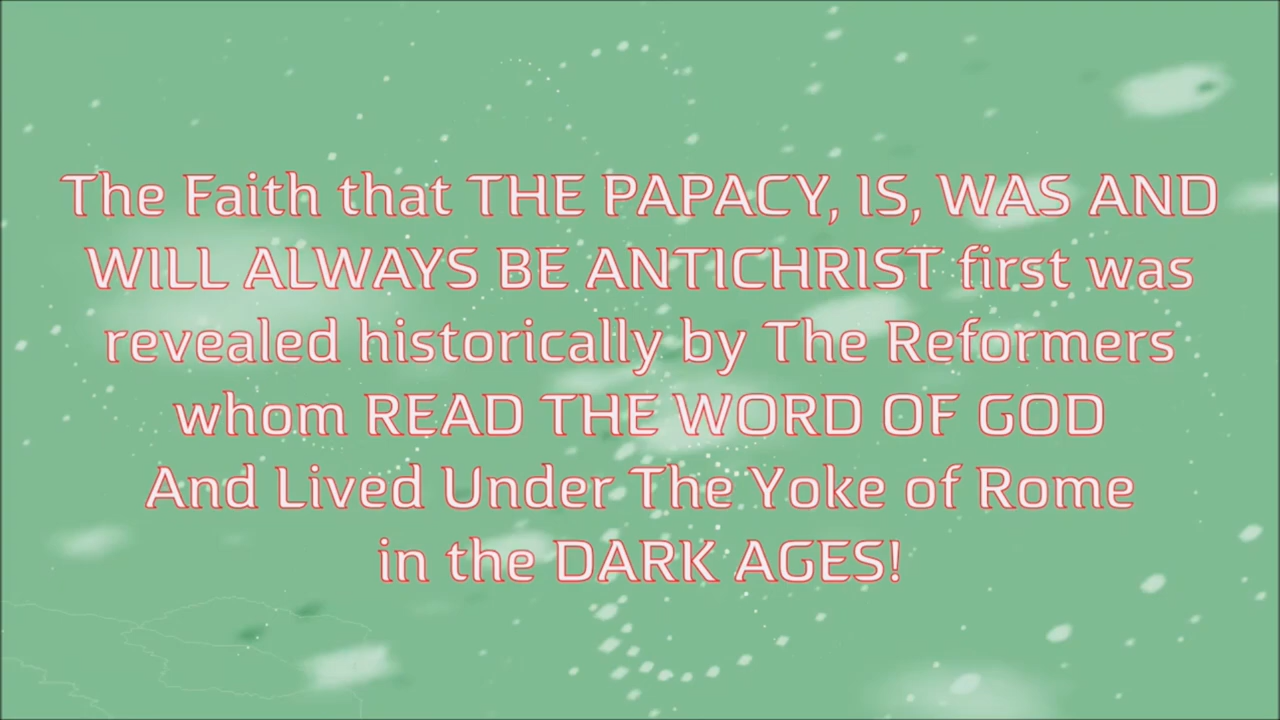 The Faith that THE PAPACY, IS, WAS AND
WILL ALWAYS BE ANTICHRIST first was
revealed historically by The Reformers
whom READ THE WORD OF GOD
And Lived Under The Yoke of Rome
in the DARK AGES!